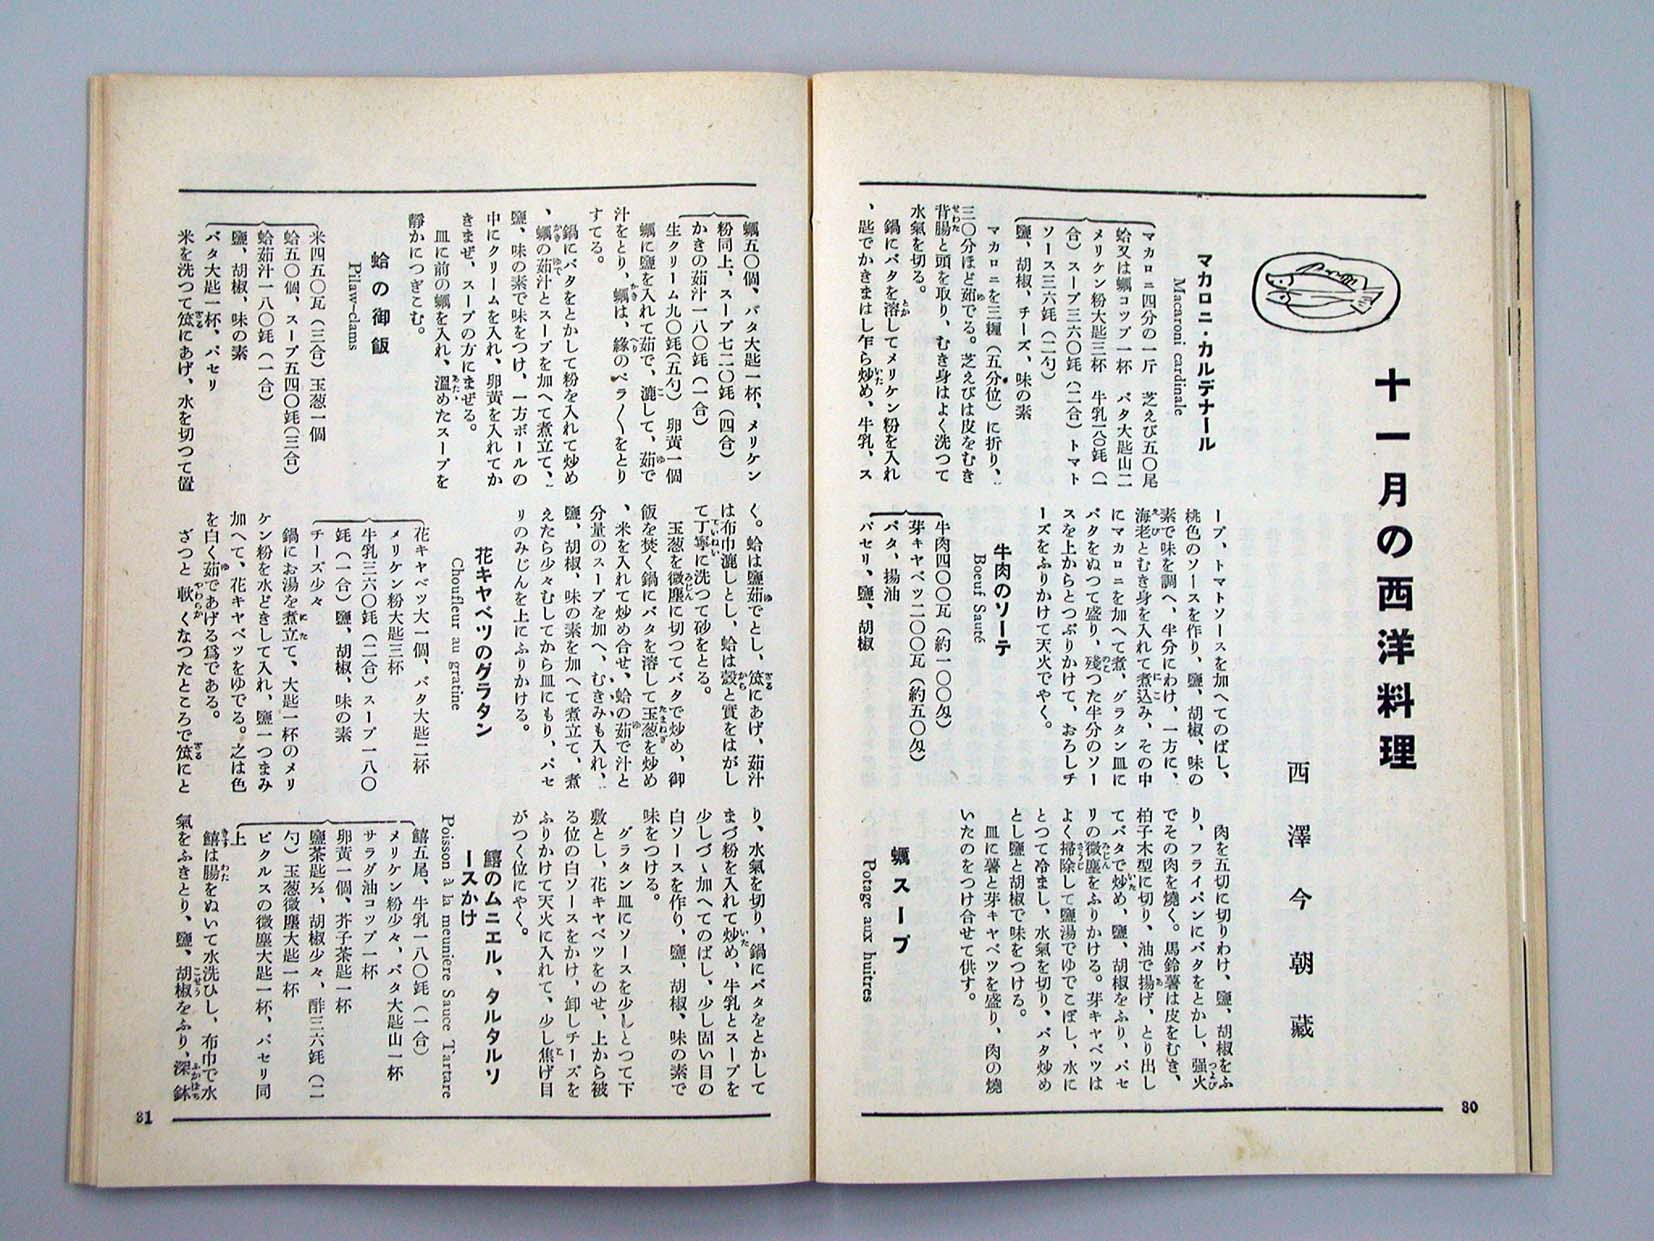 十一月の西洋料理
西澤今朝藏
マカロニ・カルデナール
Macaroni cardinale
マカロニ四分の一斤　芝えび五〇尾
蛤又は蠣コップ一杯　バタ大匙山二
メリケン粉大匙三杯　牛乳一八〇竓（一
合）スープ三六〇竓（二合）トマト
ソース三六竓（二勺）
鹽、胡椒、チーズ、味の素
マカロニを三糎（五分位）に折り、
三〇分ほど茹でる。芝えびは皮をむき
背腸と頭を取り、むき身はよく洗つて
水氣を切る。
鍋にバタを溶してメリケン粉を入れ
、匙でかきまはし乍ら炒め、牛乳、ス
ープ、トマトソースを加へてのばし、
桃色のソースを作り、鹽、胡椒、味の
素で味を調へ、半分にわけ、一方に、
海老とむき身を入れて煮込み、その中
にマカロニを加へて煮、グラタン皿に
バタをぬつて盛り、殘つた半分のソー
スを上からとつぷりかけて、おろしチ
ーズをふりかけて天火でやく。
牛肉のソーテ
Boeuf Sauté
牛肉四〇〇瓦（約一〇〇匁）
芽キャベツ二〇〇瓦（約五〇匁）
バタ、揚油
パセリ、鹽、胡椒
肉を五切に切りわけ、鹽、胡椒をふ
り、フライパンにバタをとかし、强火
でその肉を燒く。馬鈴薯は皮をむき、
拍子木型に切り、油で揚げ、とり出し
てバタで炒め、鹽、胡椒をふり、パセ
リの微塵をふりかける。芽キャベツは
よく掃除して鹽湯でゆでこぼし、水に
とつて冷まし、水氣を切り、バタ炒め
とし鹽と胡椒で味をつける。
皿に薯と芽キャベツを盛り、肉の燒
いたのをつけ合せて供す。
蠣スープ
Potage aux huitres
80
蠣五〇個、バタ大匙一杯、メリケン
粉同上、スープ七二〇竓（四合）
かきの茹汁一八〇竓（一合）
生クリーム九〇竓（五勺）卵黃一個
蠣に鹽を入れて茹で、漉して、茹で
汁をとり、蠣は、緣のベラ〱をとり
すてる。
鍋にバタをとかして粉を入れて炒め
、蠣の茹汁とスープを加へて煮立て、
鹽、味の素で味をつけ、一方ボールの
中にクリームを入れ、卵黃を入れてか
きまぜ、スープの方にまぜる。
皿に前の蠣を入れ、溫めたスープを
靜かにつぎこむ。
蛤の御飯
Pilaw-clams
米四五〇瓦（三合）玉葱一個
蛤五〇個、スープ五四〇竓（三合）
蛤茹汁一八〇竓（一合）
鹽、胡椒、味の素
バタ大匙一杯、パセリ
米を洗つて笊にあげ、水を切つて置
く。蛤は鹽茹でとし、笊にあげ、茹汁
は布巾漉しとし、蛤は殻と實をはがし
て丁寧に洗つて砂をとる。
玉葱を微塵に切つてバタで炒め、御
飯を焚く鍋にバタを溶して玉葱を炒め
、米を入れて炒め合せ、蛤の茹で汁と
分量のスープを加へ、むきみも入れ、
鹽、胡椒、味の素を加へて煮立て、煮
えたら少々むしてから皿にもり、パセ
リのみじんを上にふりかける。
花キャベツのグラタン
Choufleur au gratine
花キャベツ大一個、バタ大匙二杯
メリケン粉大匙三杯
牛乳三六〇竓（二合）スープ一八〇
竓（一合）鹽、胡椒、味の素
チーズ少々
鍋にお湯を煮立て、大匙一杯のメリ
ケン粉を水どきして入れ、鹽一つまみ
加へて、花キャベツをゆでる。之は色
を白く茹であげる爲である。
ざつと軟くなつたところで笊にと
り、水氣を切り、鍋にバタをとかして
まづ粉を入れて炒め、牛乳とスープを
少しづゝ加へてのばし、少し固い目の
白ソースを作り、鹽、胡椒、味の素で
味をつける。
グラタン皿にソースを少しとつて下
敷とし、花キャベツをのせ、上から被
る位の白ソースをかけ、卸しチーズを
ふりかけて天火に入れて、少し焦げ目
がつく位にやく。
鱚のムニエル、タルタルソ
ースかけ
Poisson à la meunière Sauce Tartare
鱚五尾、牛乳一八〇竓（一合）
メリケン粉少々、バタ大匙山一杯
サラダ油コップ一杯
卵黃一個、芥子茶匙一杯
鹽茶匙½、胡椒少々、酢三六竓（二
勺）玉葱微塵大匙一杯
ピクルスの微塵大匙一杯、パセリ同
上
鱚は腸をぬいて水洗ひし、布巾で水
氣をふきとり、鹽、胡椒をふり、深鉢
81